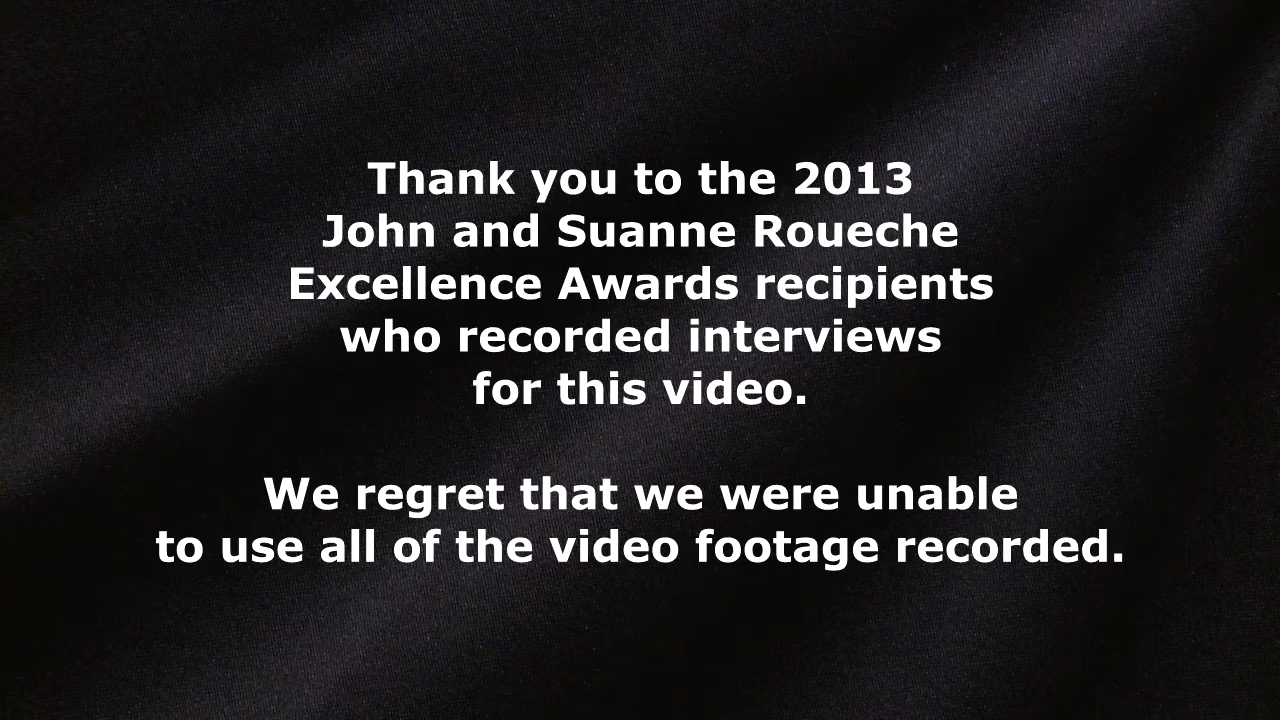 Thank you to the 2013
John and Suanne Roueche
Excellence Awards recipients
who recorded interviews
for this video.
We regret that we were unable
to use all of the video footage recorded.